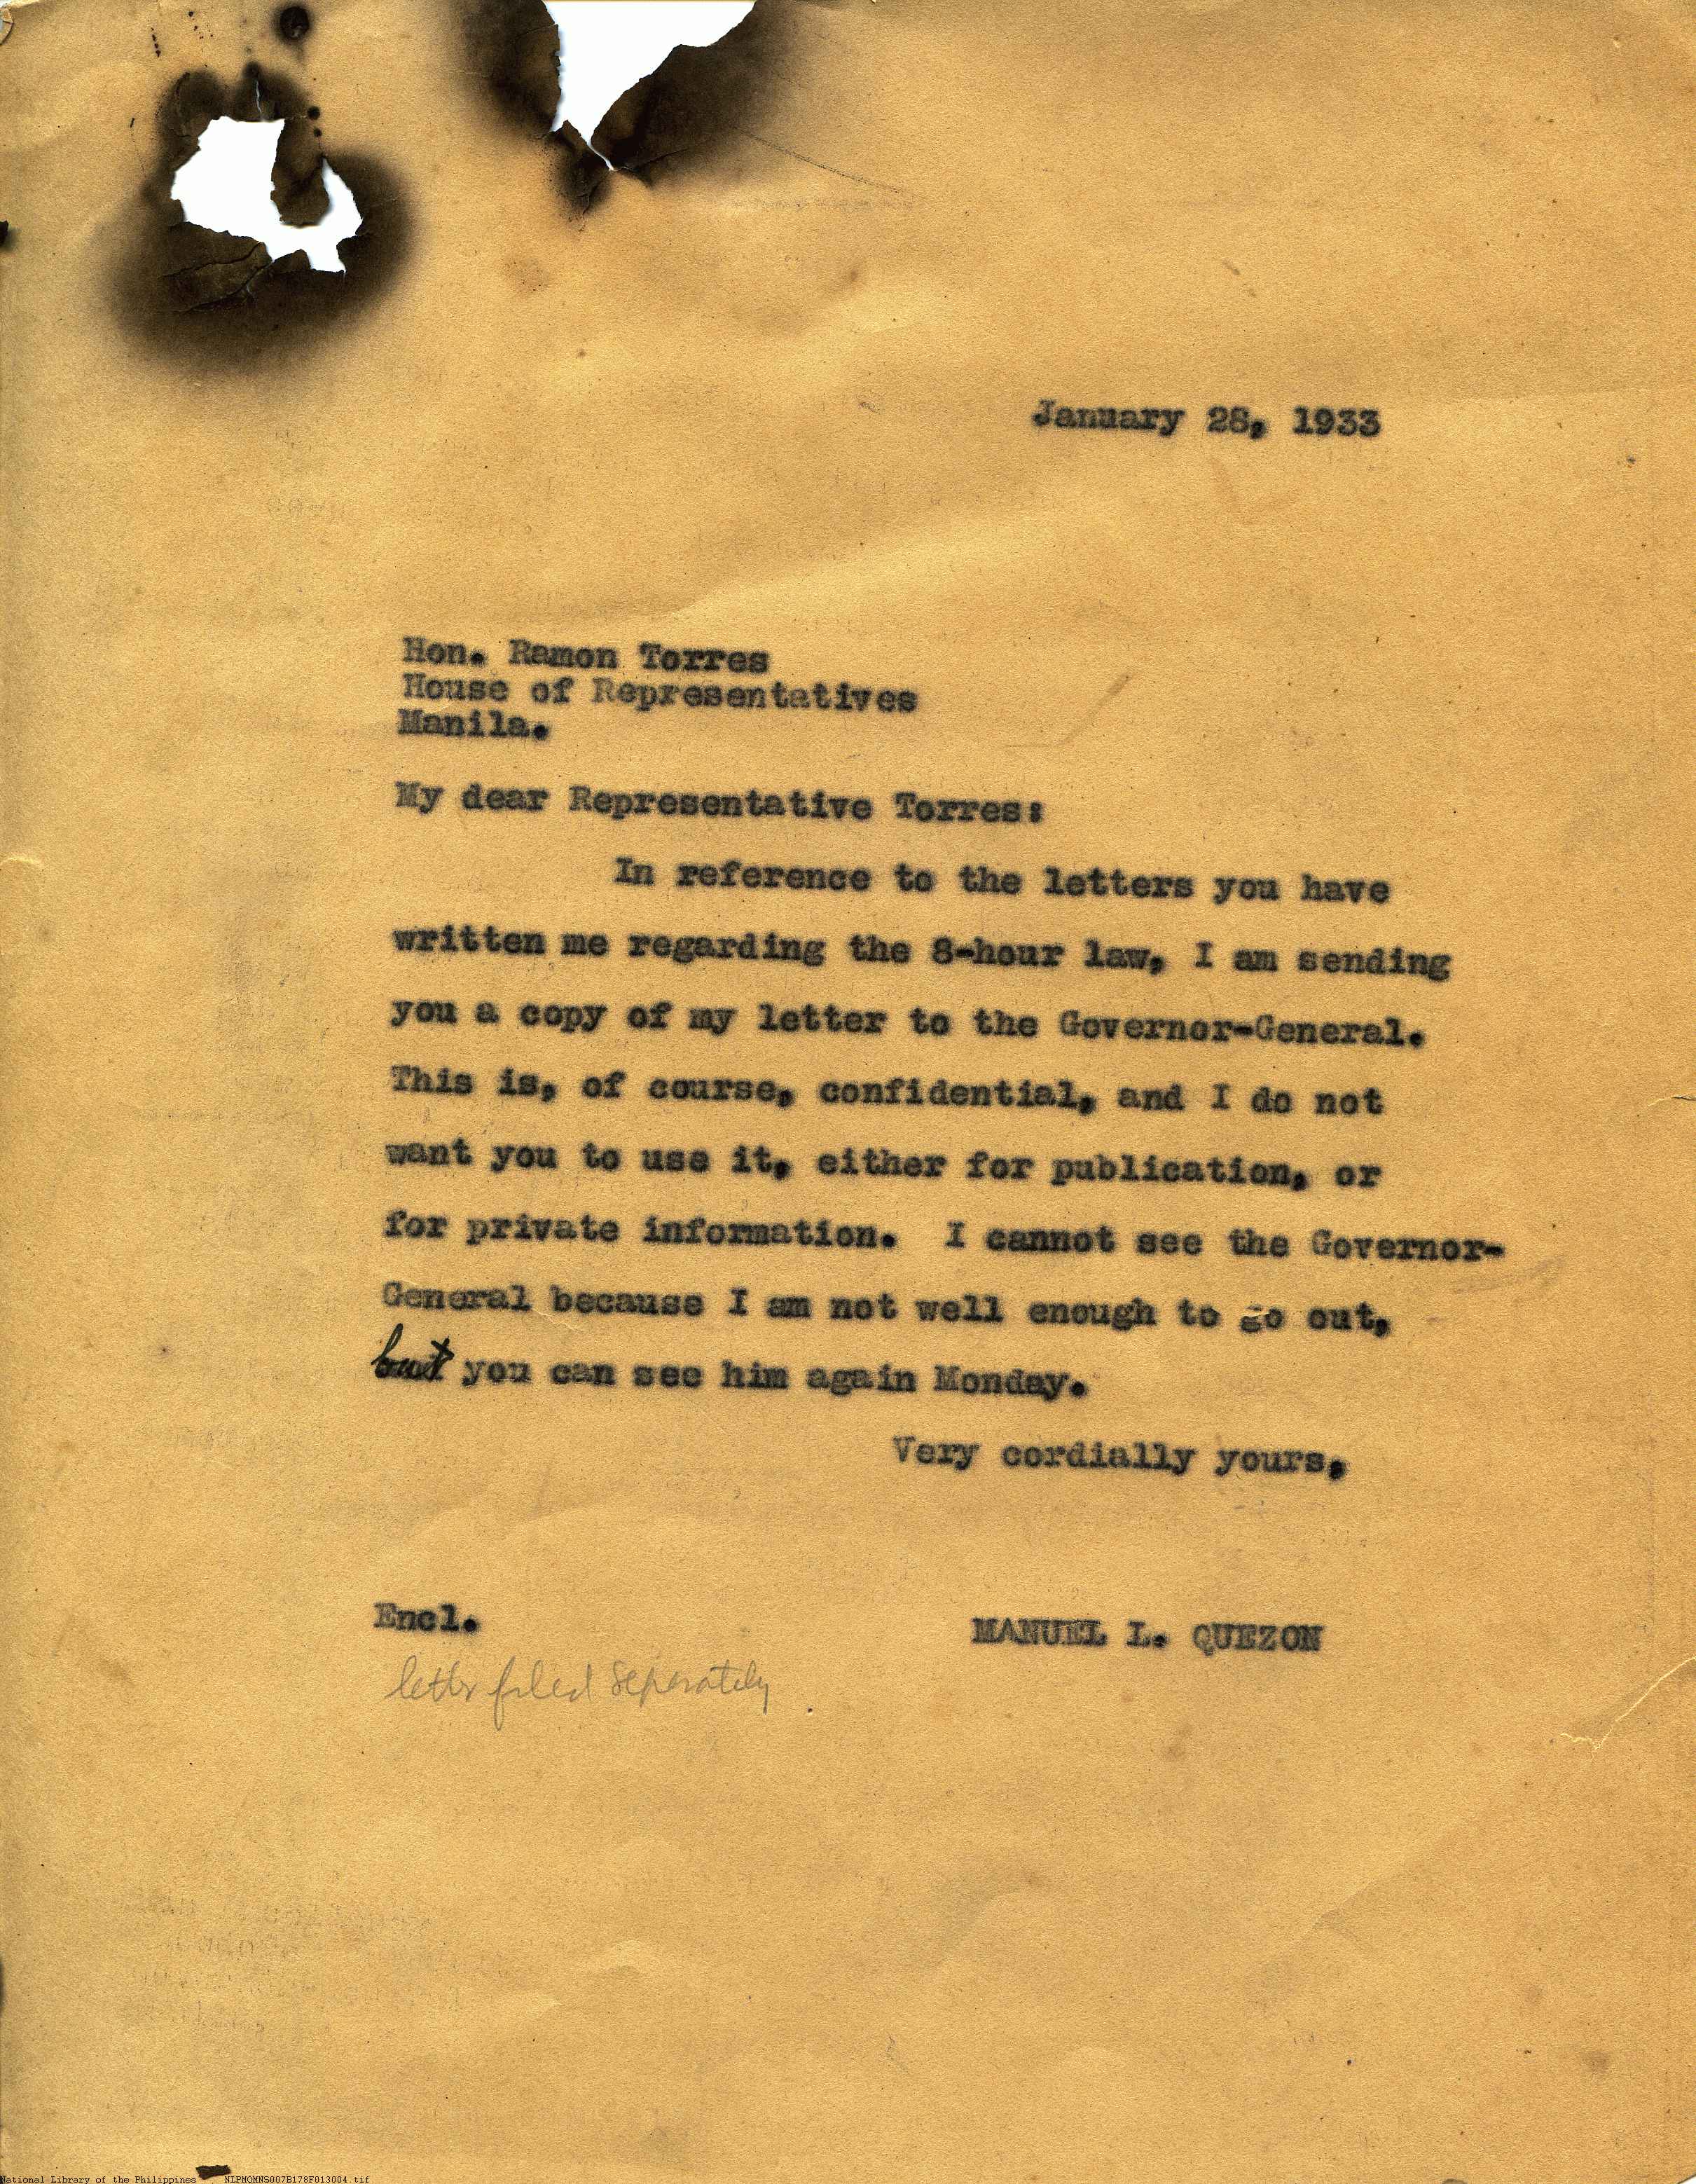 January 28, 1933
Hon. Ramon Torres
House of Representatives
Manila.
My dear Representative Torres:
In reference to the letters you have
written me regarding the 8-hour law, I am sending
you a copy of my letter to the Governor-General.
This is, of course, confidential, and I do not
want you to use it, either for publication, or
for private information. I cannot see the Governor-
General because I am not well enough to go out,
but you can see him again Monday.
Very cordially yours,
Encl. MANUEL L. QUEZON
letter filed separately
National Library of the Philippines NLPMQMNS007B178F013004.tif